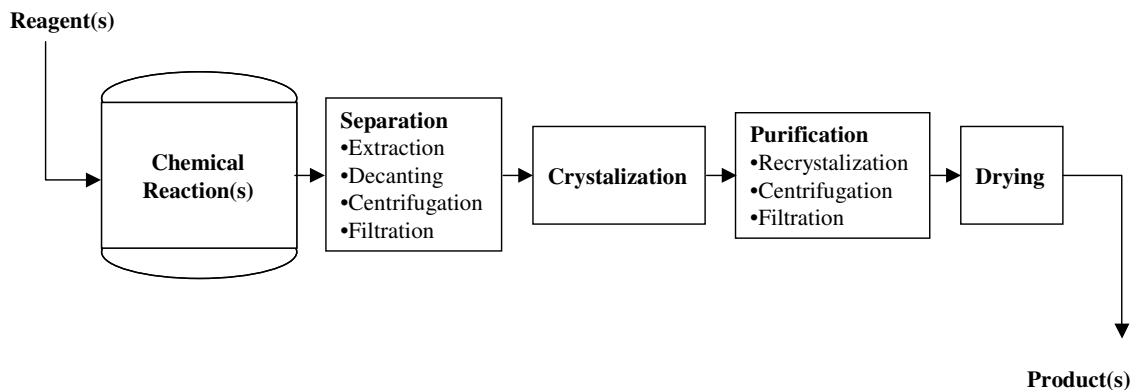 Reagent(s)
Chemical
Reaction(s)
Separation
•Extraction
•Decanting
•Centrifugation
•Filtration
Crystalization
Purification
•Recrystalization
•Centrifugation
•Filtration
Drying
Product(s)